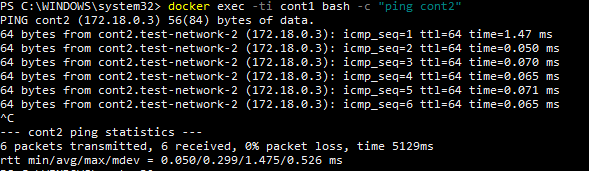 PS C:\WINDOWS\system32> docker exec -ti cont1 bash -c "ping cont2"
PING cont2 (172.18.0.3) 56(84) bytes of data.
64 bytes from cont2.test-network-2 (172.18.0.3): icmp_seq=1 ttl=64 time=1.47 ms
64 bytes from cont2.test-network-2 (172.18.0.3): icmp_seq=2 ttl=64 time=0.050 ms
64 bytes from cont2.test-network-2 (172.18.0.3): icmp_seq=3 ttl=64 time=0.070 ms
64 bytes from cont2.test-network-2 (172.18.0.3): icmp_seq=4 ttl=64 time=0.065 ms
64 bytes from cont2.test-network-2 (172.18.0.3): icmp_seq=5 ttl=64 time=0.071 ms
64 bytes from cont2.test-network-2 (172.18.0.3): icmp_seq=6 ttl=64 time=0.065 ms
^C
--- cont2 ping statistics ---
6 packets transmitted, 6 received, 0% packet loss, time 5129ms
rtt min/avg/max/mdev = 0.050/0.299/1.475/0.526 ms